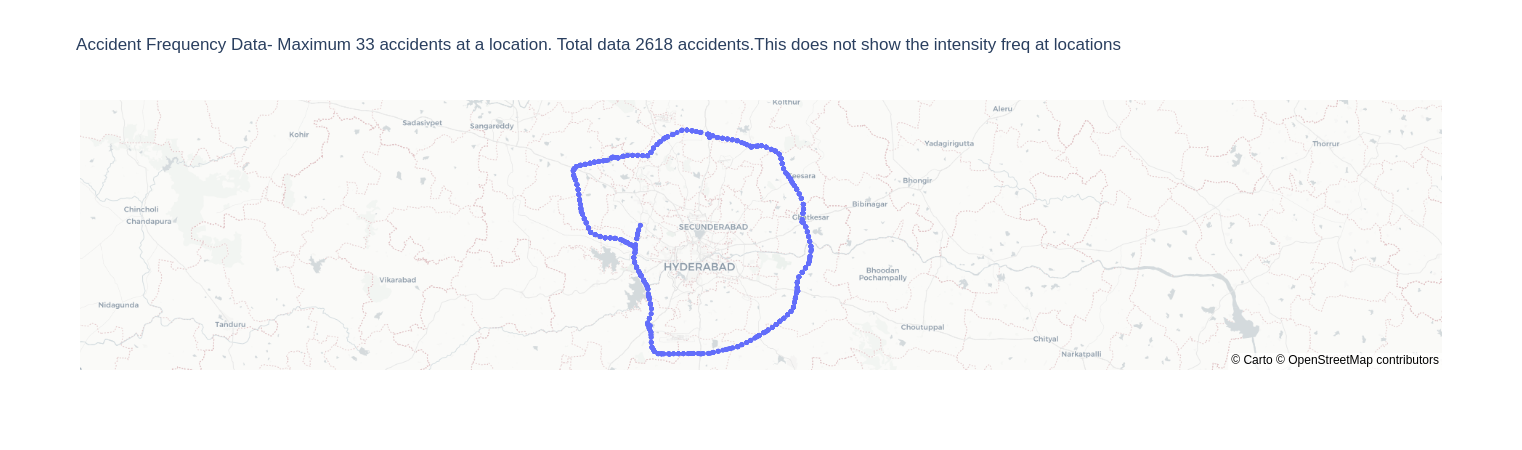 Accident Frequency Data- Maximum 33 accidents at a location. Total data 2618 accidents.This does not show the intensity freq at locations
Kolthur
Aleru
Sadasivpet
Sangareddy
Kohir
Yadagirigutta
Thorrur
Bhongir
Bibinagar
Chincholi
Chandapura
Ghatkesar
SECUNDERABAD
HYDERABAD
Bhoodan
Pochampally
Vikarabad
Nidagunda
Tanduru
Choutuppal
Chityal
Narkatpalli
© Carto © OpenStreetMap contributors